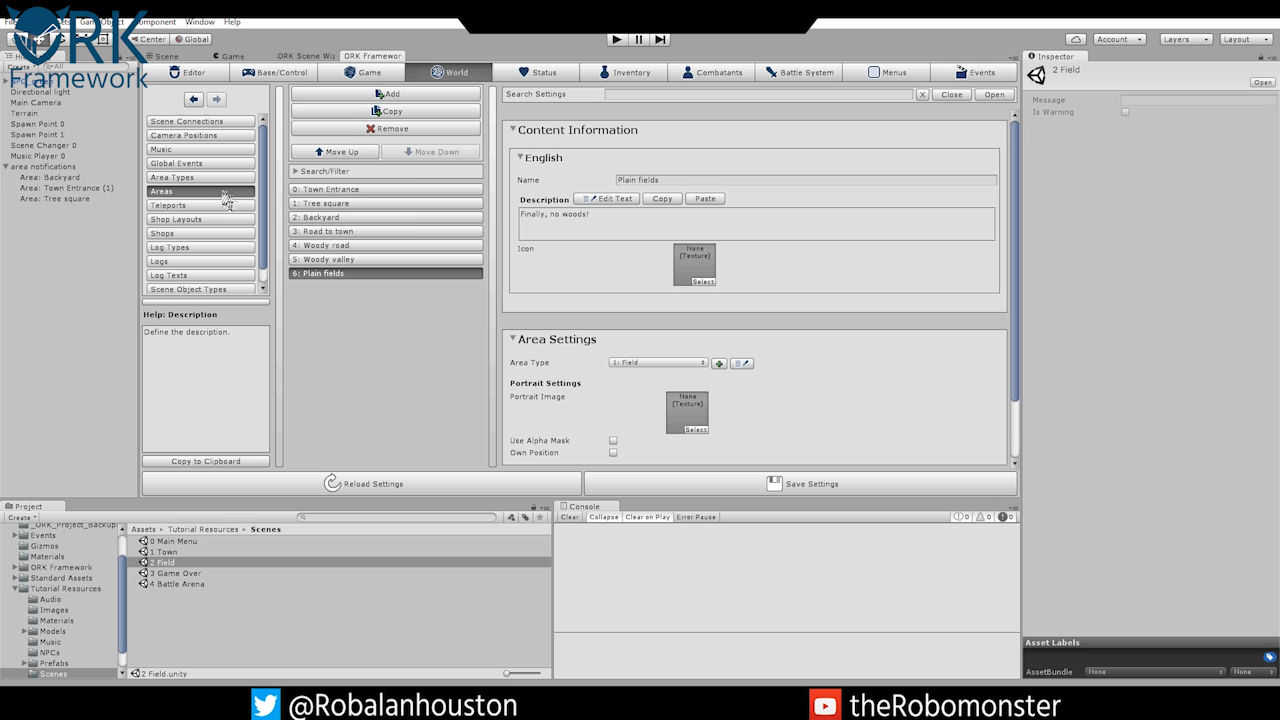 Component Window Help
ORK
Framework
Center Global
Account Layers Layout
Scene Game ORK Scene Wiz ORK Framewor
Inspector
Editor Base/Control Game World Status Inventory Combatants Battle System Menus Events
2 Field
Open
Message
Is Warning
Directional light
Main Camera
Terrain
Spawn Point 0
Spawn Point 1
Scene Changer 0
Music Player 0
area notifications
Area: Backyard
Area: Town Entrance (1)
Area: Tree square
Scene Connections
Camera Positions
Music
Global Events
Area Types
Areas
Teleports
Shop Layouts
Shops
Log Types
Logs
Log Texts
Scene Object Types
Help: Description
Define the description.
Copy to Clipboard
Add
Copy
Remove
Move Up Move Down
Search/Filter
0: Town Entrance
1: Tree square
2: Backyard
3: Road to town
4: Woody road
5: Woody valley
6: Plain fields
Search Settings X Close Open
Content Information
English
Name Plain fields
Description Edit Text Copy Paste
Finally, no woods!
Icon
None
(Texture)
Select
Area Settings
Area Type 1: Field
Portrait Settings
Portrait Image
None
(Texture)
Select
Use Alpha Mask
Own Position
Reload Settings Save Settings
Project
Create
_ORK_Project_Backup
Events
Gizmos
Materials
ORK Framework
Standard Assets
Tutorial Resources
Audio
Images
Materials
Models
Music
NPCs
Prefabs
Scenes
Assets Tutorial Resources Scenes
0 Main Menu
1 Town
2 Field
3 Game Over
4 Battle Arena
2 Field.unity
Console
Clear Collapse Clear on Play Error Pause 0 0 0
Asset Labels
AssetBundle None None
@Robalanhouston theRobomonster